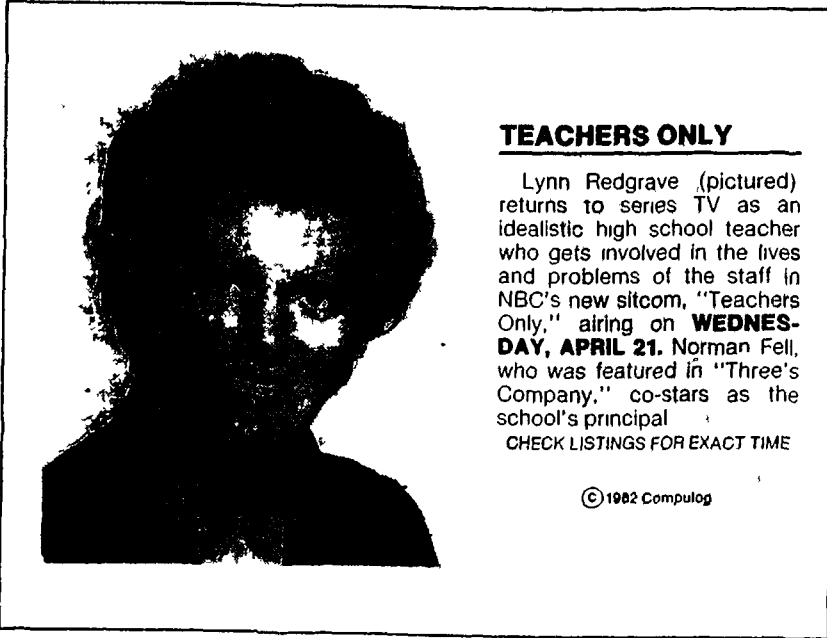 TEACHERS ONLY
Lynn Redgrave (pictured)
returns to series TV as an
idealistic high school teacher
who gets involved in the lives
and problems of the staff in
NBC's new sitcom, "Teachers
Only," airing on WEDNES-
DAY, APRIL 21. Norman Fell,
who was featured in "Three's
Company," co-stars as the
school's principal
CHECK LISTINGS FOR EXACT TIME
©1982 Compulog